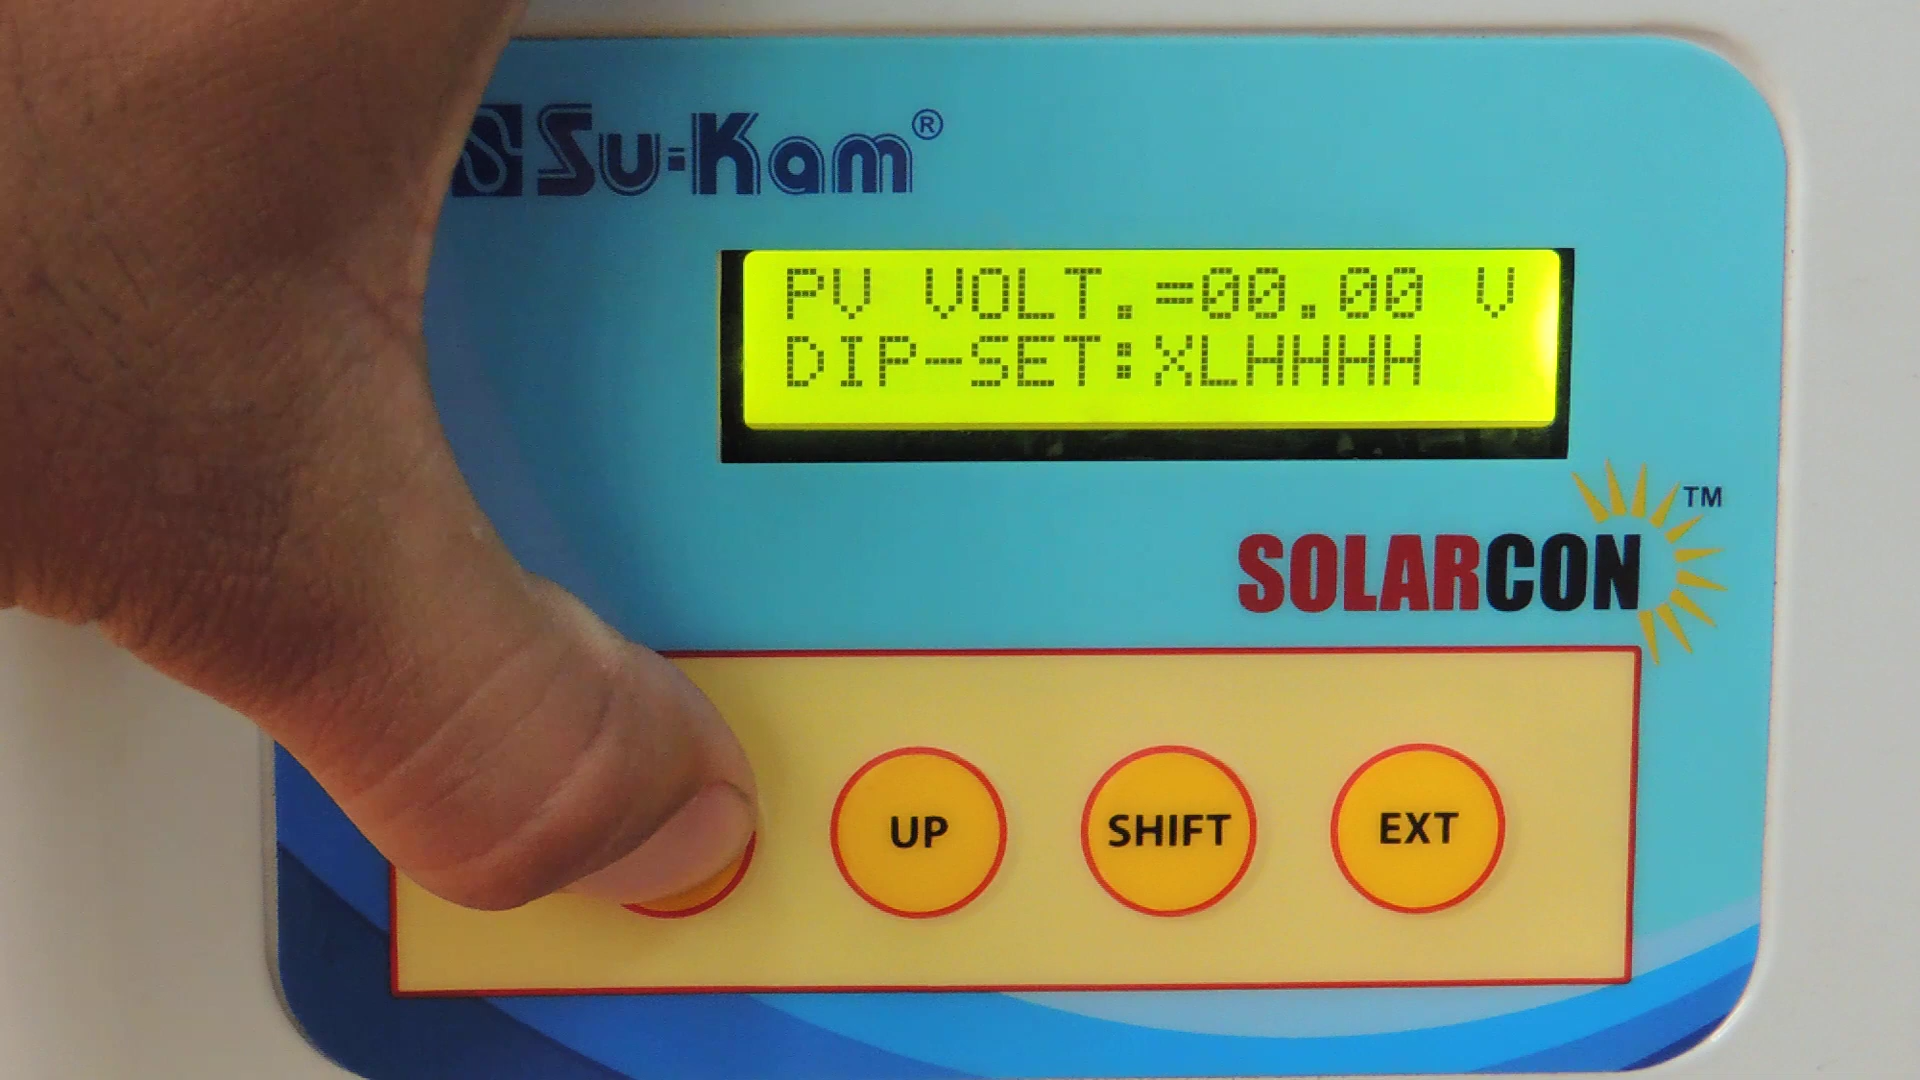 Su-Kam®
PV VOLT.=00.00 V
DIP-SET:XLHHHH
SOLARCON™
UP
SHIFT
EXT